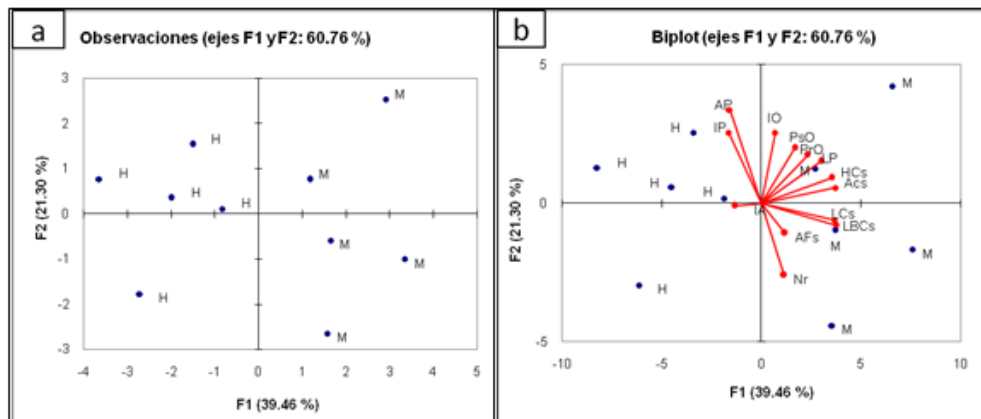 a
Observaciones (ejes F1 y F2: 60.76 %)
3
2
1
0
-1
-2
-3
-4 -3 -2 -1 0 1 2 3 4 5
F2 (21.30 %)
F1 (39.46 %)
M
H
H
M
H
H
M
M
H
M
b
Biplot (ejes F1 y F2: 60.76 %)
5
0
-5
-10 -5 0 5 10
F2 (21.30 %)
F1 (39.46 %)
M
AP
IO
H
IP
PsO
PrO
LP
H
M
HCs
H
Acs
H
IA
LCs
LBCs
AFs
M
M
Nr
H
M